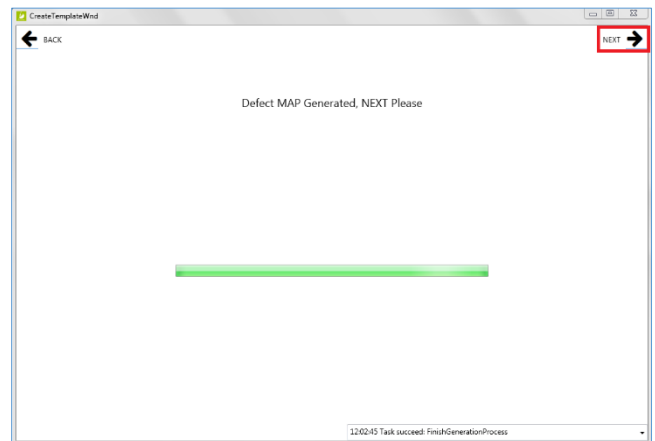 CreateTemplateWnd
BACK
NEXT
Defect MAP Generated, NEXT Please
12:02:45 Task succeed: FinishGenerationProcess